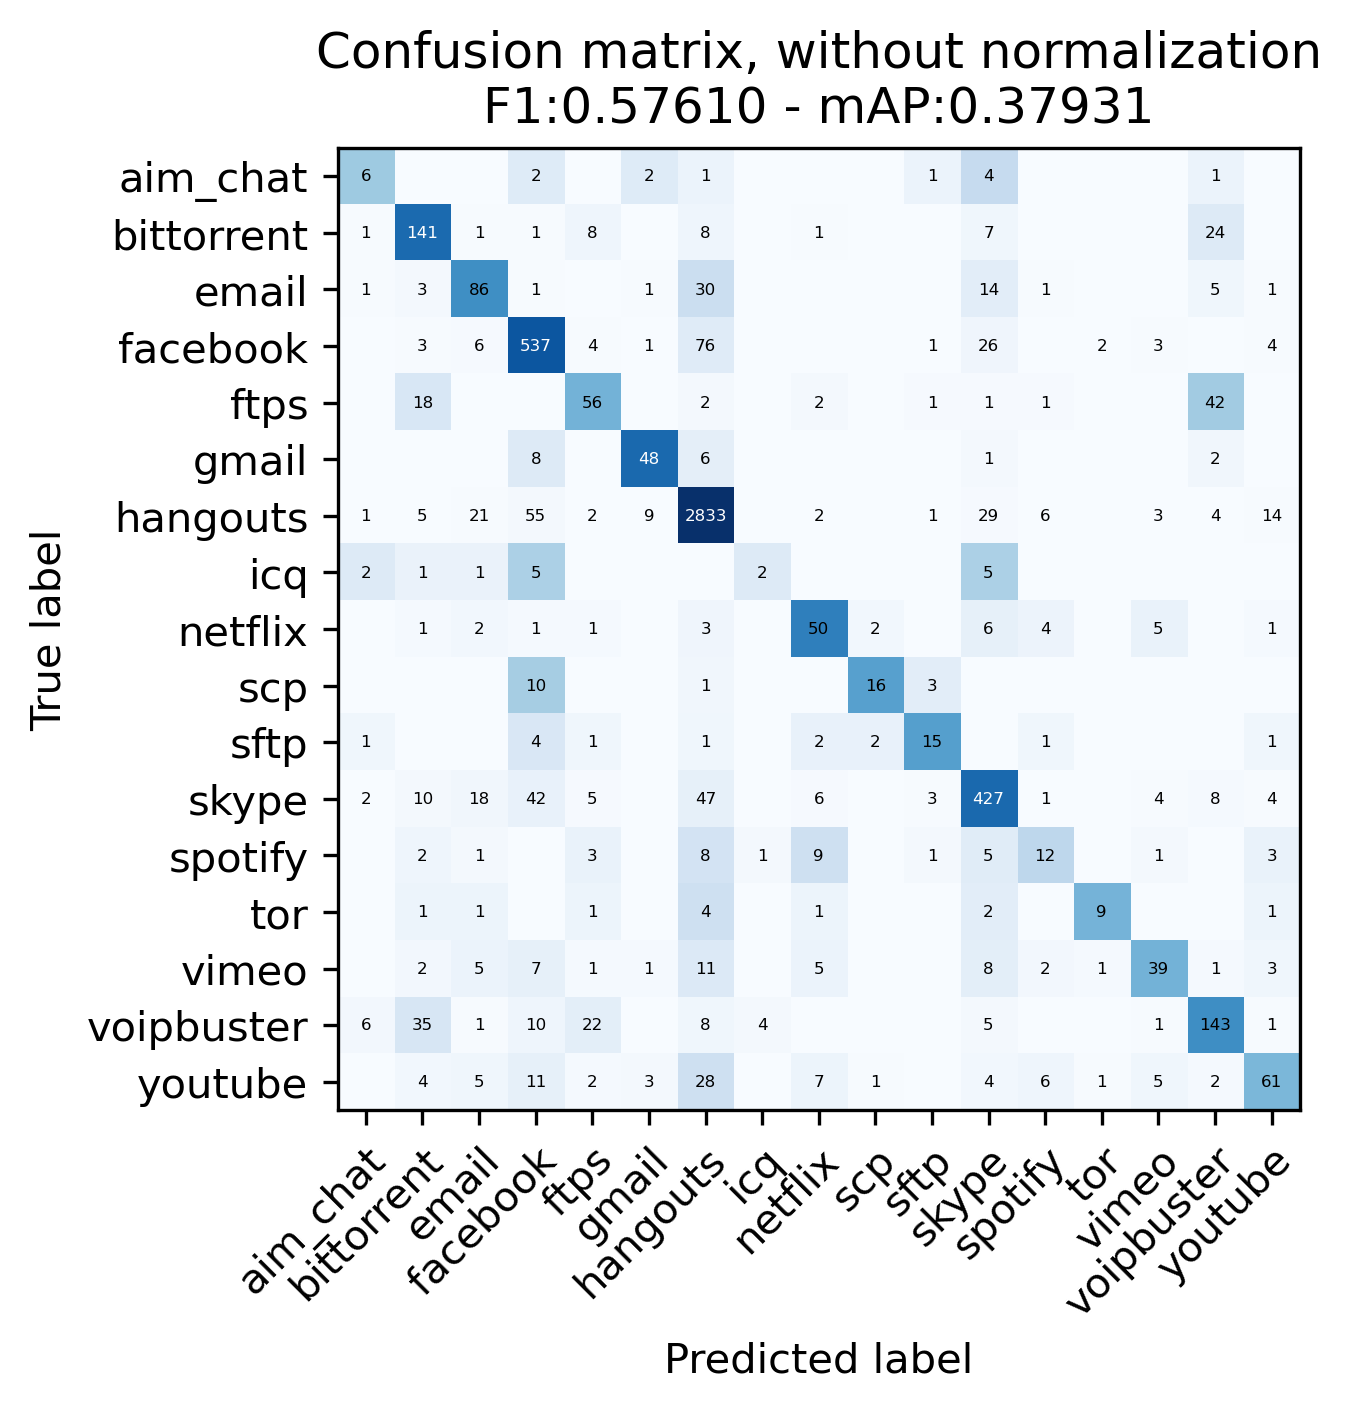 Confusion matrix, without normalization
F1:0.57610 - mAP:0.37931
True label
aim_chat 6 2 2 1 1 4 1
bittorrent 1 141 1 1 8 8 1 7 24
email 1 3 86 1 1 30 14 1 5 1
facebook 3 6 537 4 1 76 1 26 2 3 4
ftps 18 56 2 2 1 1 1 42
gmail 8 48 6 1 2
hangouts 1 5 21 55 2 9 2833 2 1 29 6 3 4 14
icq 2 1 1 5 2 5
netflix 1 2 1 1 3 50 2 6 4 5 1
scp 10 1 16 3
sftp 1 4 1 1 2 2 15 1 1
skype 2 10 18 42 5 47 6 3 427 1 4 8 4
spotify 2 1 3 8 1 9 1 5 12 1 3
tor 1 1 1 4 1 2 9 1
vimeo 2 5 7 1 1 11 5 8 2 1 39 1 3
voipbuster 6 35 1 10 22 8 4 5 1 143 1
youtube 4 5 11 2 3 28 7 1 4 6 1 5 2 61
aim_chat
bittorrent
email
facebook
ftps
gmail
hangouts
icq
netflix
scp
sftp
skype
spotify
tor
vimeo
voipbuster
youtube
Predicted label